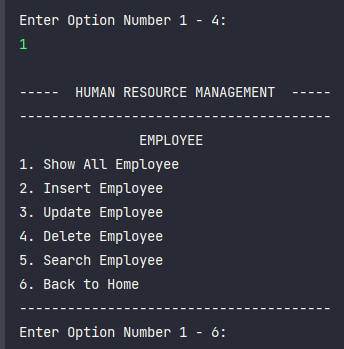 Enter Option Number 1 - 4:
1
-----  HUMAN RESOURCE MANAGEMENT  -----
---------------------------------------
EMPLOYEE
1. Show All Employee
2. Insert Employee
3. Update Employee
4. Delete Employee
5. Search Employee
6. Back to Home
---------------------------------------
Enter Option Number 1 - 6: